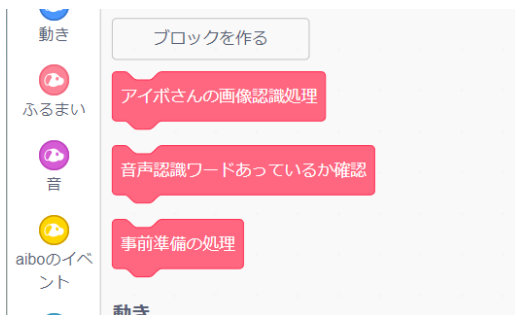 動き
ふるまい
音
aiboのイベ
ント
ブロックを作る
アイボさんの画像認識処理
音声認識ワードあっているか確認
事前準備の処理
動き